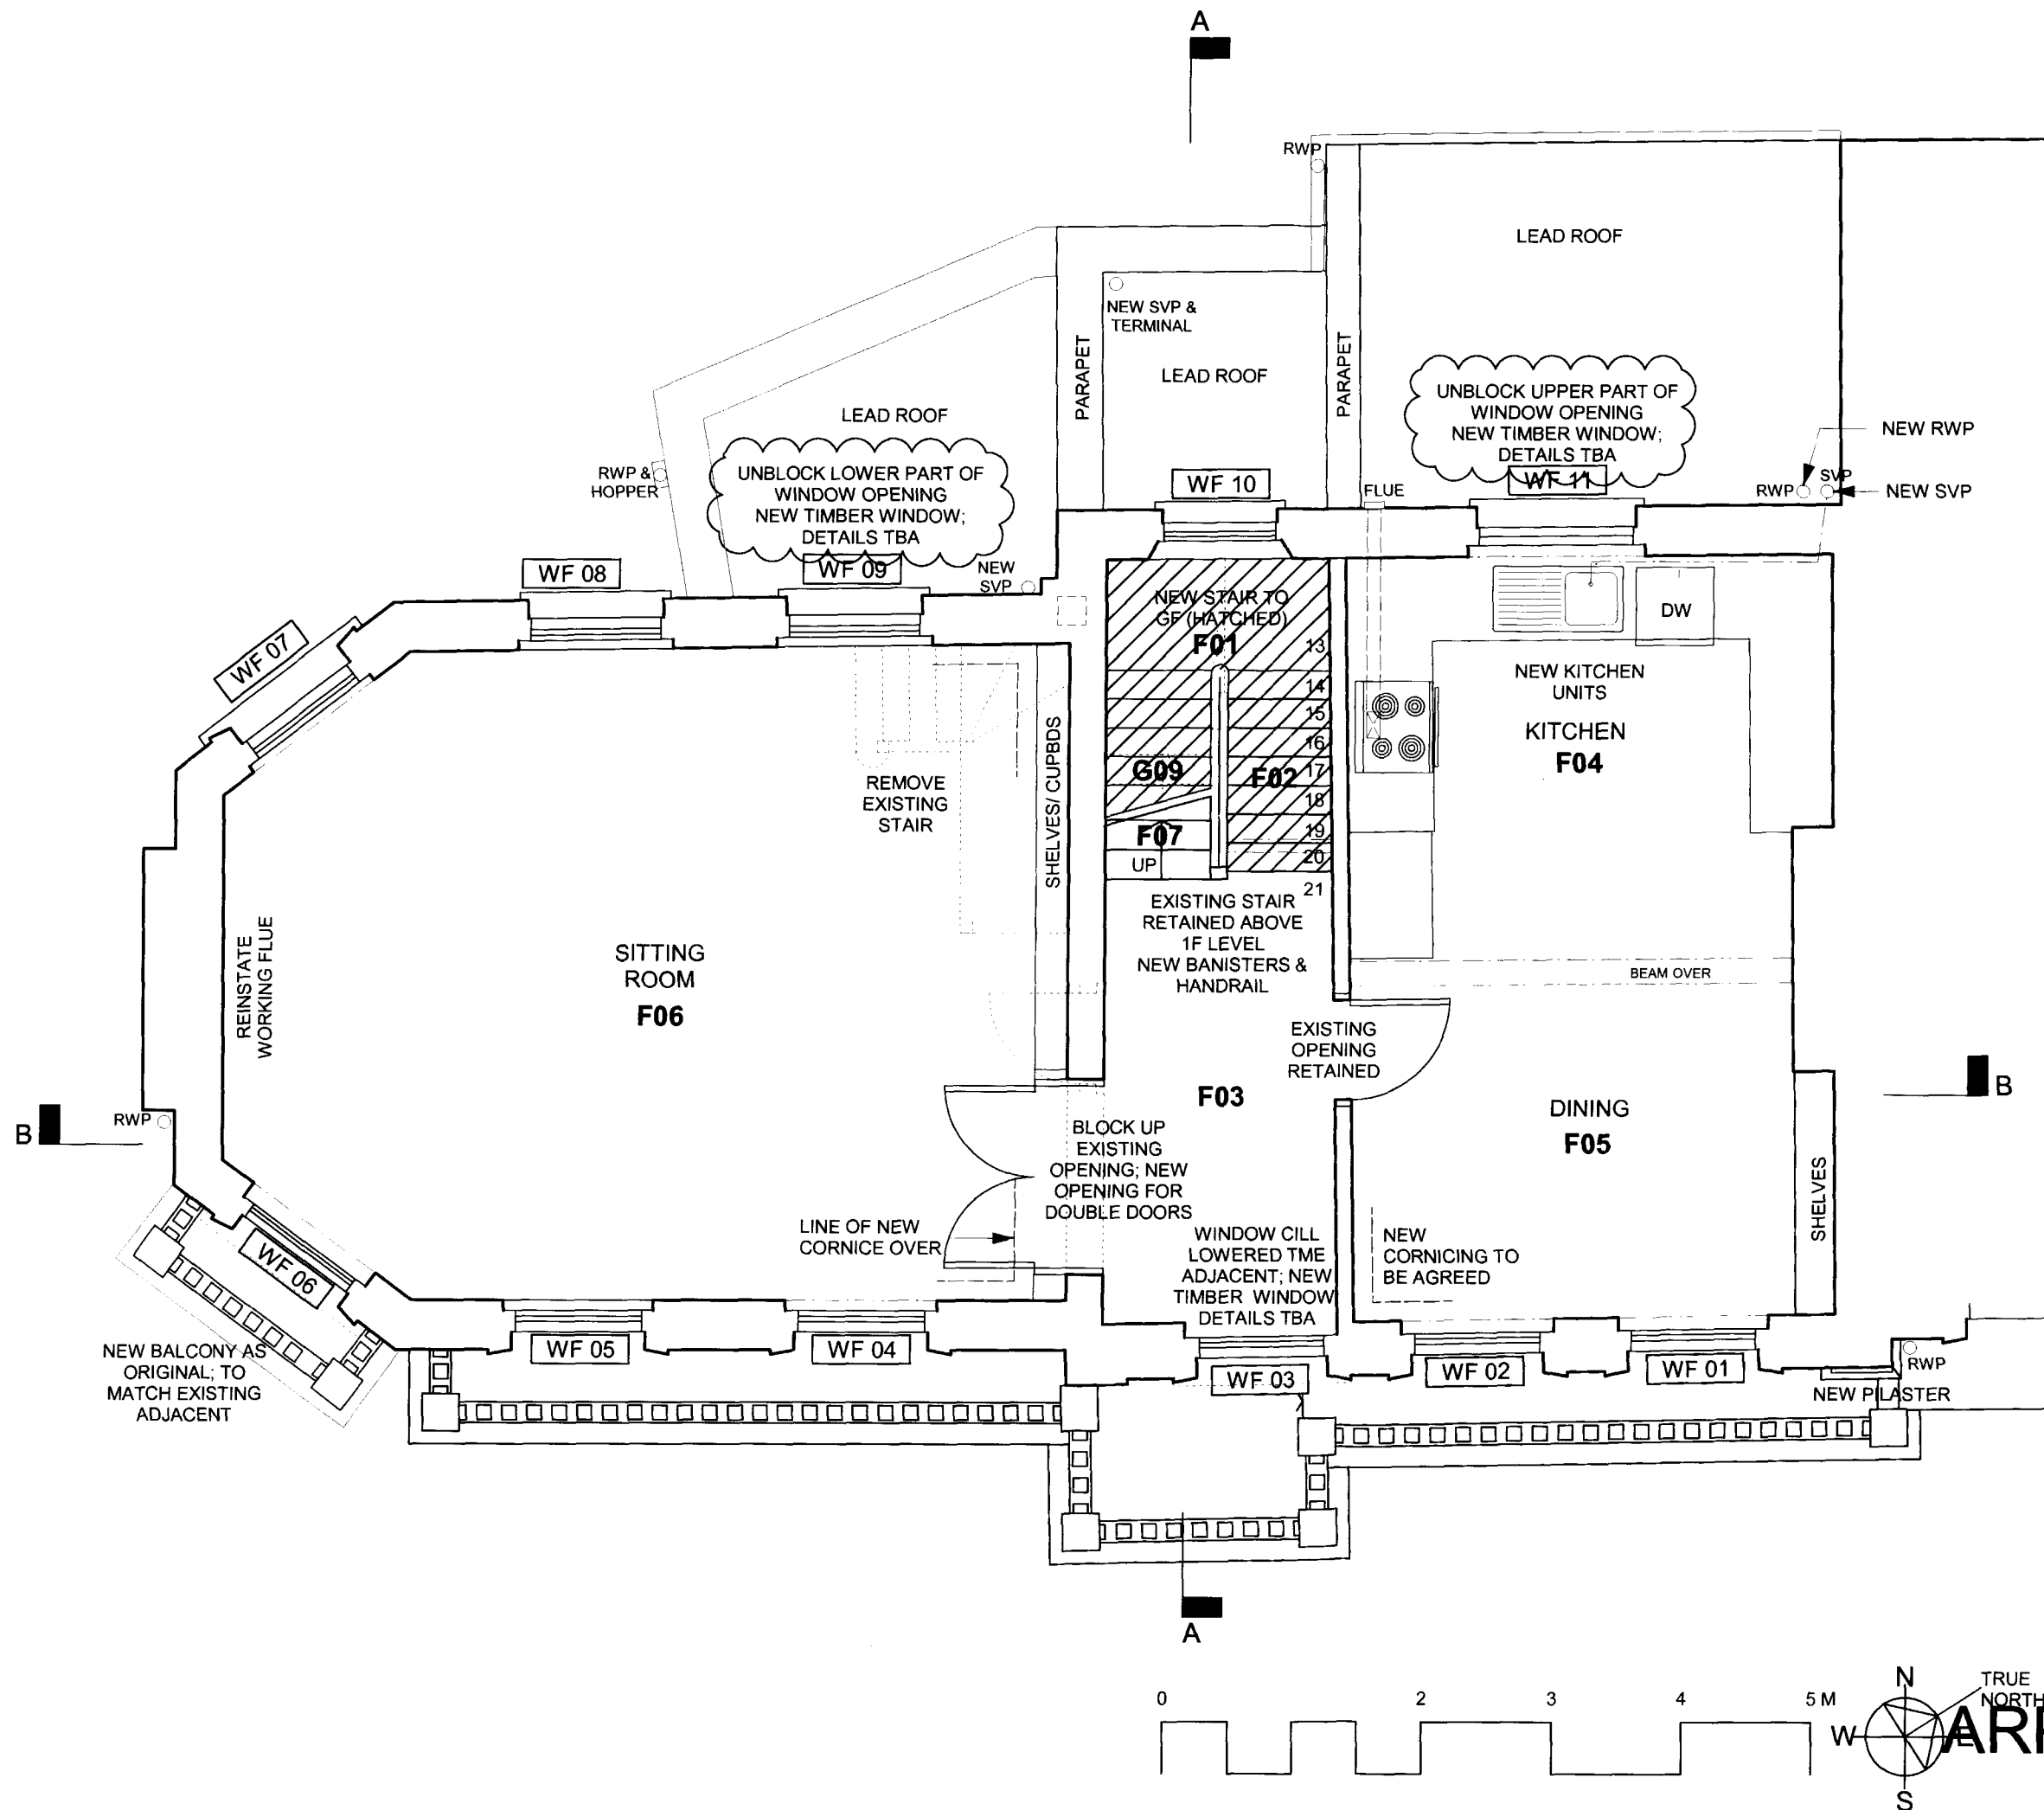 A
RWP
LEAD ROOF
NEW SVP &
TERMINAL
PARAPET
PARAPET
LEAD ROOF
UNBLOCK UPPER PART OF
WINDOW OPENING
NEW TIMBER WINDOW;
DETAILS TBA
WF 11
NEW RWP
SVP
RWP
NEW SVP
LEAD ROOF
RWP &
HOPPER
UNBLOCK LOWER PART OF
WINDOW OPENING
NEW TIMBER WINDOW;
DETAILS TBA
WF 09
WF 10
FLUE
WF 08
NEW
SVP
WF 07
NEW STAIR TO
GF (HATCHED)
F01
13
14
15
16
17
18
19
20
21
G09
F02
F07
UP
DW
NEW KITCHEN
UNITS
KITCHEN
F04
REMOVE
EXISTING
STAIR
SHELVES/ CUPBDS
EXISTING STAIR
RETAINED ABOVE
1F LEVEL
NEW BANISTERS &
HANDRAIL
BEAM OVER
REINSTATE
WORKING FLUE
SITTING
ROOM
F06
EXISTING
OPENING
RETAINED
F03
DINING
F05
B
B
RWP
BLOCK UP
EXISTING
OPENING; NEW
OPENING FOR
DOUBLE DOORS
SHELVES
LINE OF NEW
CORNICE OVER
WINDOW CILL
LOWERED TME
ADJACENT; NEW
TIMBER WINDOW
DETAILS TBA
NEW
CORNICING TO
BE AGREED
WF 06
NEW BALCONY AS
ORIGINAL; TO
MATCH EXISTING
ADJACENT
WF 05
WF 04
WF 03
WF 02
WF 01
RWP
NEW PILASTER
A
0
2
3
4
5 M
N
TRUE
NORTH
W
E
S